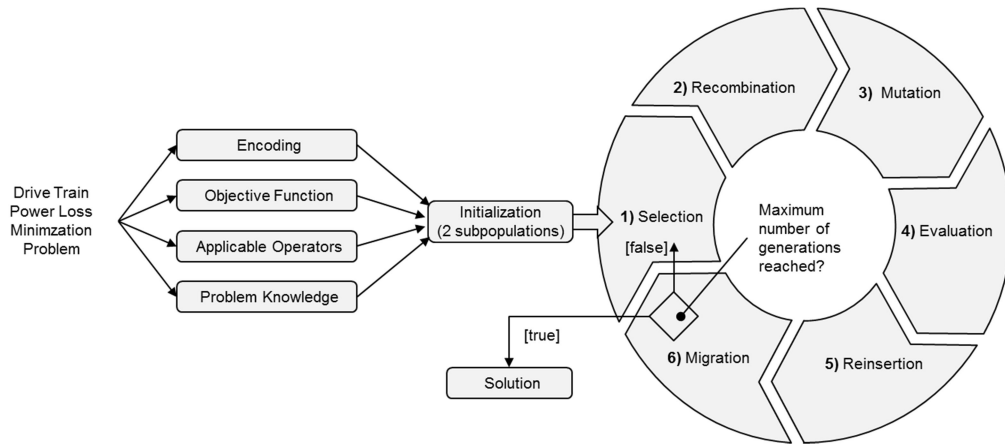 Drive Train
Power Loss
Minimzation
Problem
Encoding
Objective Function
Applicable Operators
Problem Knowledge
Initialization
(2 subpopulations)
1) Selection
2) Recombination
3) Mutation
4) Evaluation
5) Reinsertion
6) Migration
Maximum
number of
generations
reached?
[false]
[true]
Solution